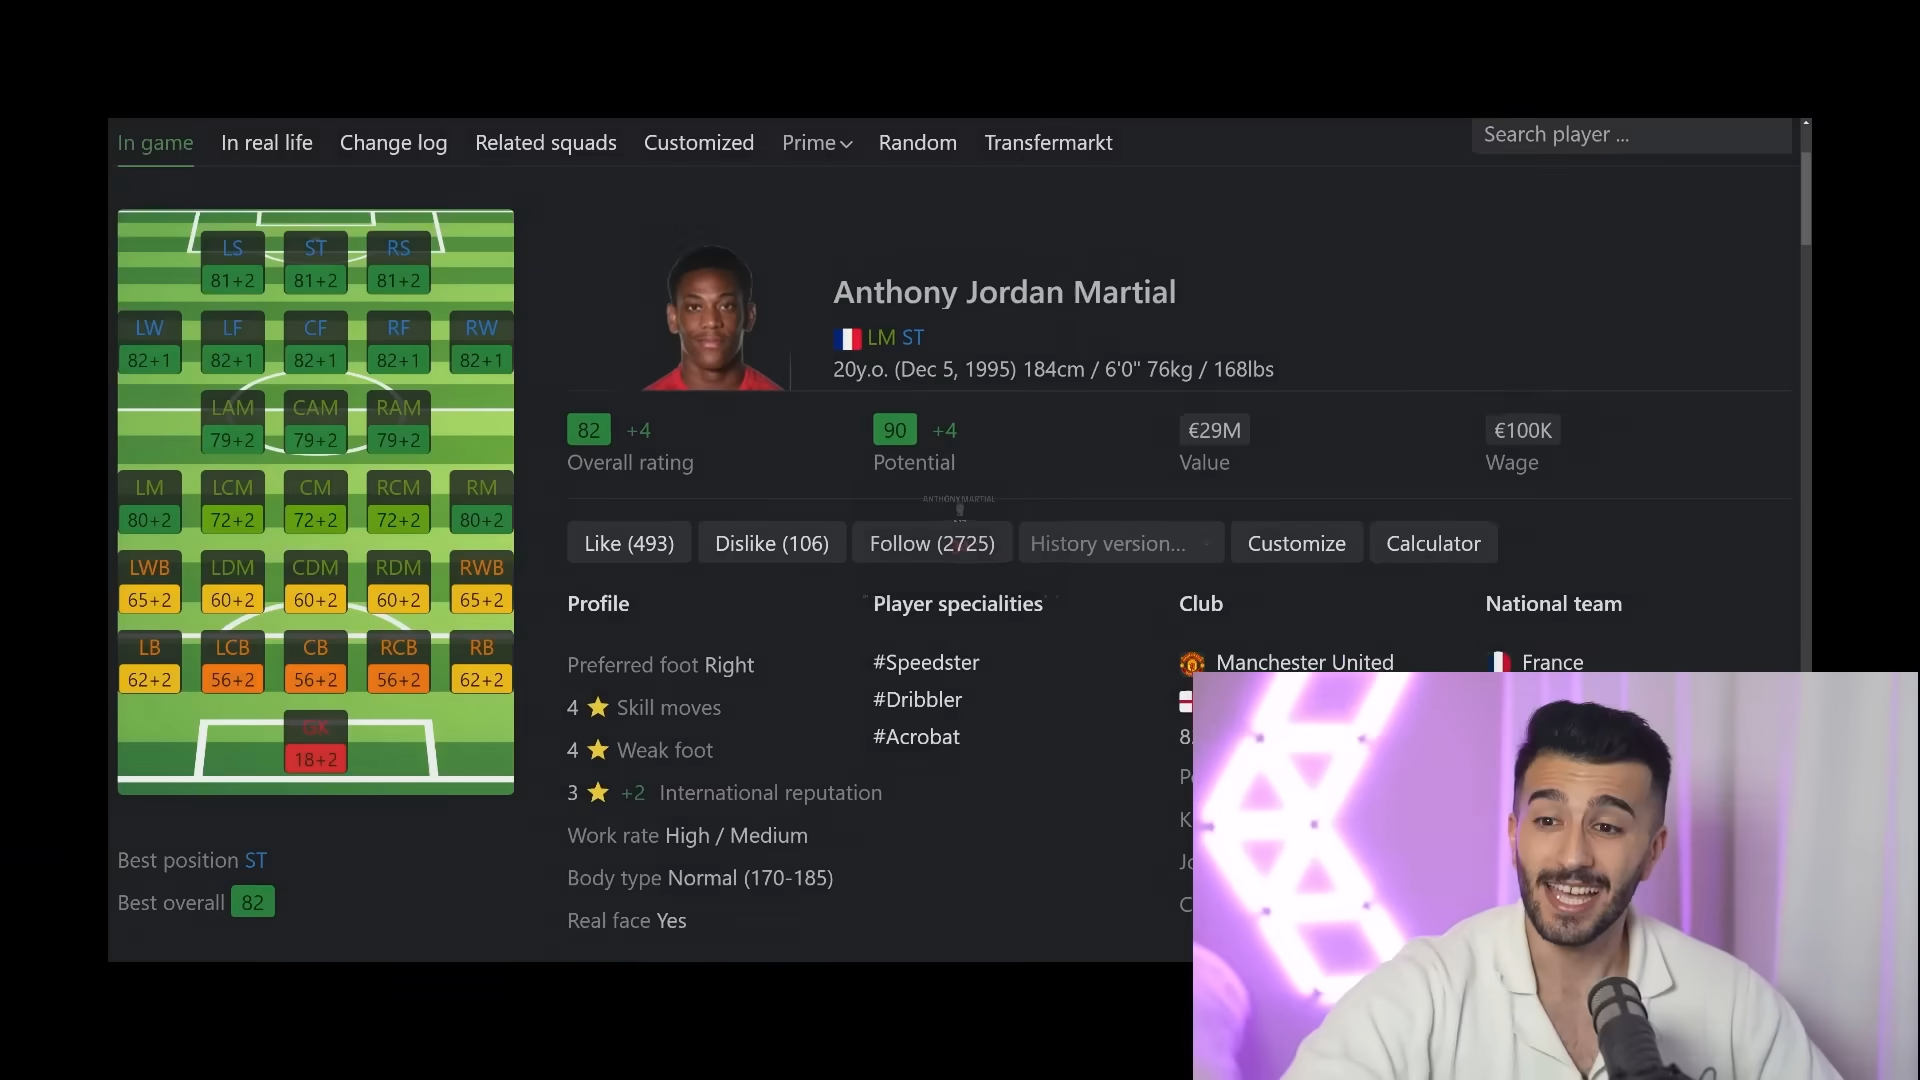 In game In real life Change log Related squads Customized Prime Random Transfermarkt
Search player ...
LS ST RS
81+2 81+2 81+2
LW LF CF RF RW
82+1 82+1 82+1 82+1 82+1
LAM CAM RAM
79+2 79+2 79+2
LM LCM CM RCM RM
80+2 72+2 72+2 72+2 80+2
LWB LDM CDM RDM RWB
65+2 60+2 60+2 60+2 65+2
LB LCB CB RCB RB
62+2 56+2 56+2 56+2 62+2
GK
18+2
Best position ST
Best overall 82
Anthony Jordan Martial
LM ST
20y.o. (Dec 5, 1995) 184cm / 6'0" 76kg / 168lbs
82 +4 90 +4 €29M €100K
Overall rating Potential Value Wage
ANTHONY MARTIAL
Like (493) Dislike (106) Follow (2725) History version... Customize Calculator
Profile Player specialities Club National team
Preferred foot Right
4 Skill moves
4 Weak foot
3 +2 International reputation
Work rate High / Medium
Body type Normal (170-185)
Real face Yes
#Speedster
#Dribbler
#Acrobat
Manchester United
8
P
K
Jo
C
France